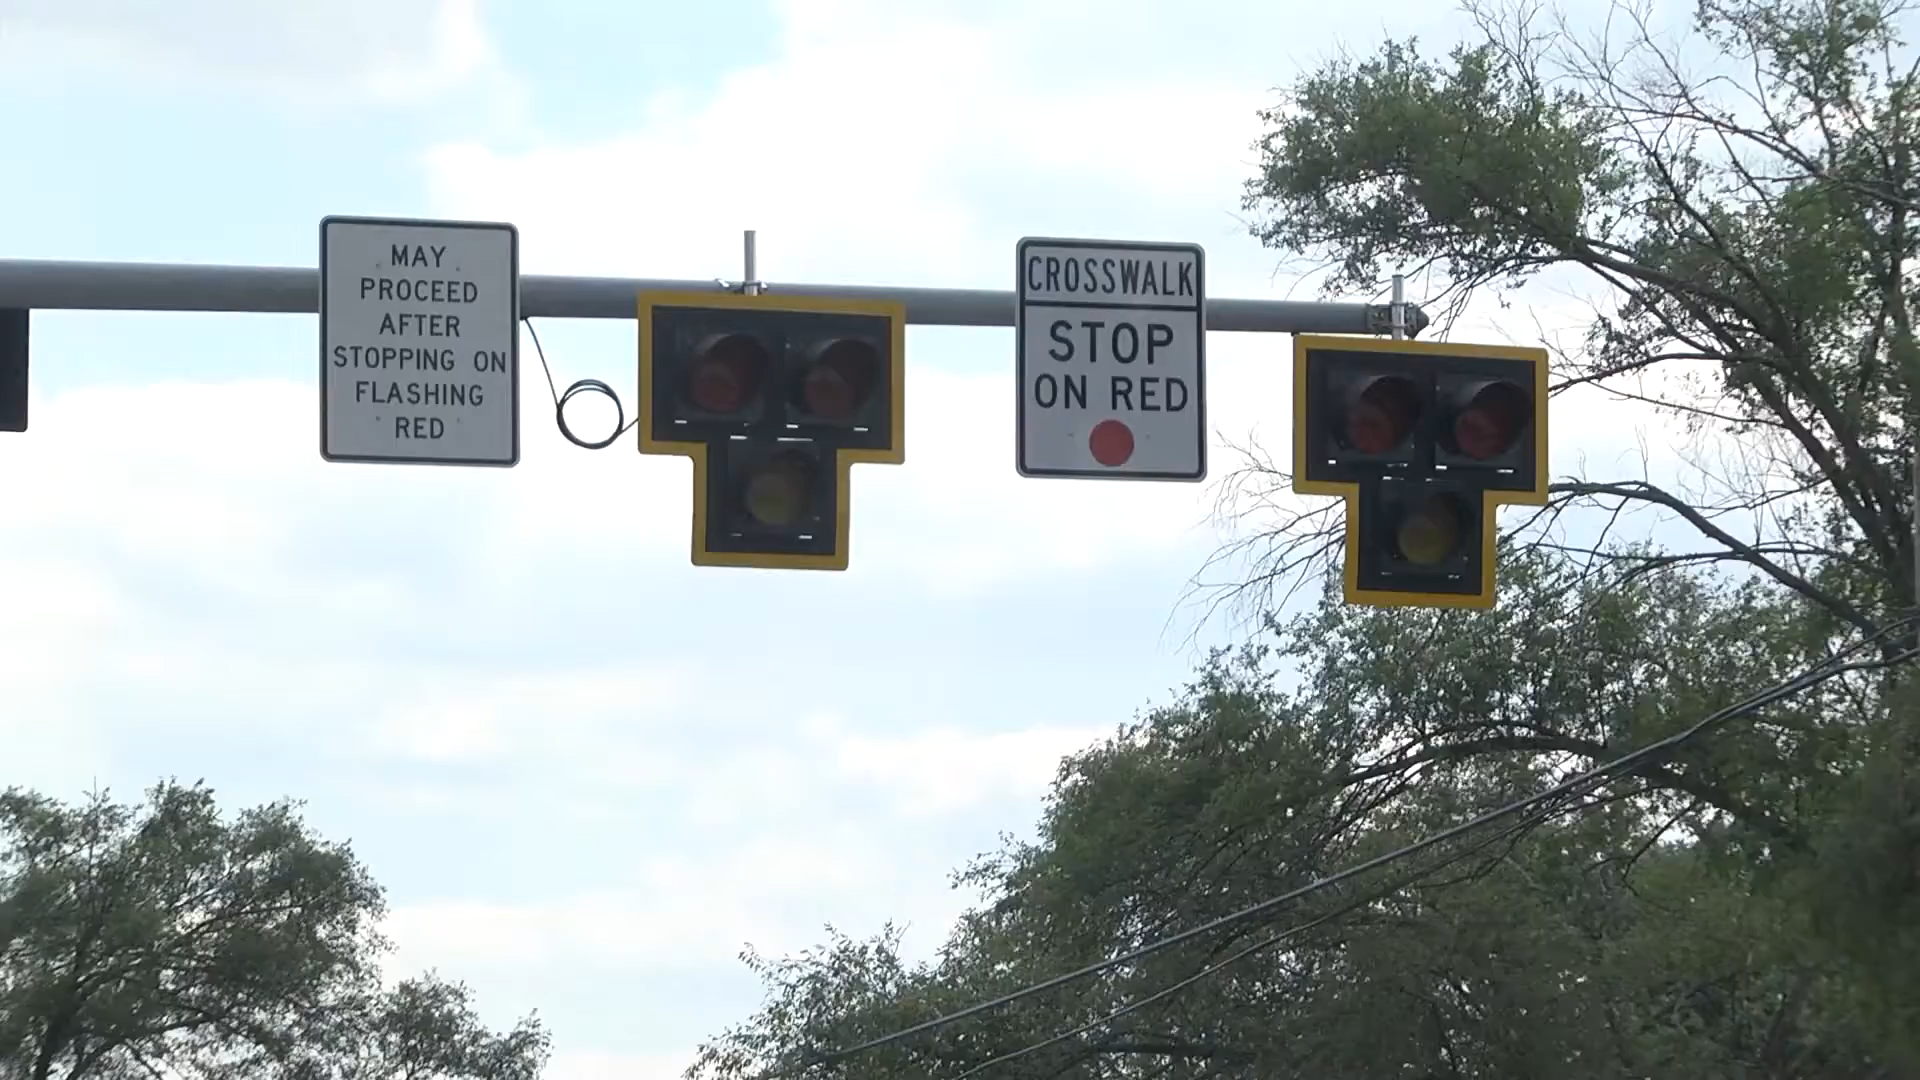 MAY
PROCEED
AFTER
STOPPING ON
FLASHING
RED
CROSSWALK
STOP
ON RED